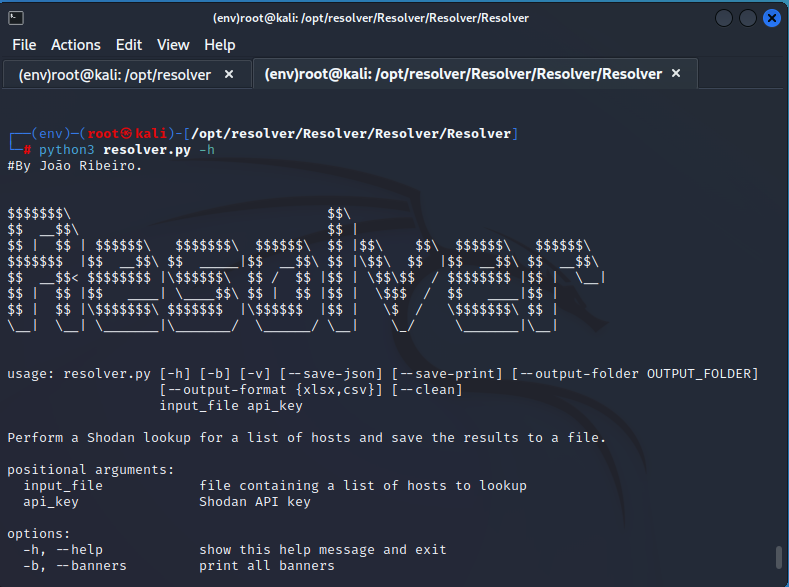 (env)root@kali: /opt/resolver/Resolver/Resolver/Resolver
File Actions Edit View Help
(env)root@kali: /opt/resolver ✕ (env)root@kali: /opt/resolver/Resolver/Resolver/Resolver ✕
┌──(env)─(root㉿kali)-[/opt/resolver/Resolver/Resolver/Resolver]
└─# python3 resolver.py -h
#By João Ribeiro.
$$$$$$$\                                $$\
$$  __$$\                               $$ |
$$ |  $$ | $$$$$$\   $$$$$$$\  $$$$$$\  $$ |$$\    $$\  $$$$$$\   $$$$$$\
$$$$$$$  |$$  __$$\ $$  _____|$$  __$$\ $$ |\$$\  $$  |$$  __$$\ $$  __$$\
$$  __$$< $$$$$$$$ |\$$$$$$\  $$ /  $$ |$$ | \$$\$$  / $$$$$$$$ |$$ |  \__|
$$ |  $$ |$$   ____| \____$$\ $$ |  $$ |$$ |  \$$$  /  $$   ____|$$ |
$$ |  $$ |\$$$$$$$\ $$$$$$$  |\$$$$$$  |$$ |   \$  /   \$$$$$$$\ $$ |
\__|  \__| \_______|\_______/  \______/ \__|    \_/     \_______|\__|
usage: resolver.py [-h] [-b] [-v] [--save-json] [--save-print] [--output-folder OUTPUT_FOLDER]
                   [--output-format {xlsx,csv}] [--clean]
                   input_file api_key
Perform a Shodan lookup for a list of hosts and save the results to a file.
positional arguments:
  input_file            file containing a list of hosts to lookup
  api_key               Shodan API key
options:
  -h, --help            show this help message and exit
  -b, --banners         print all banners